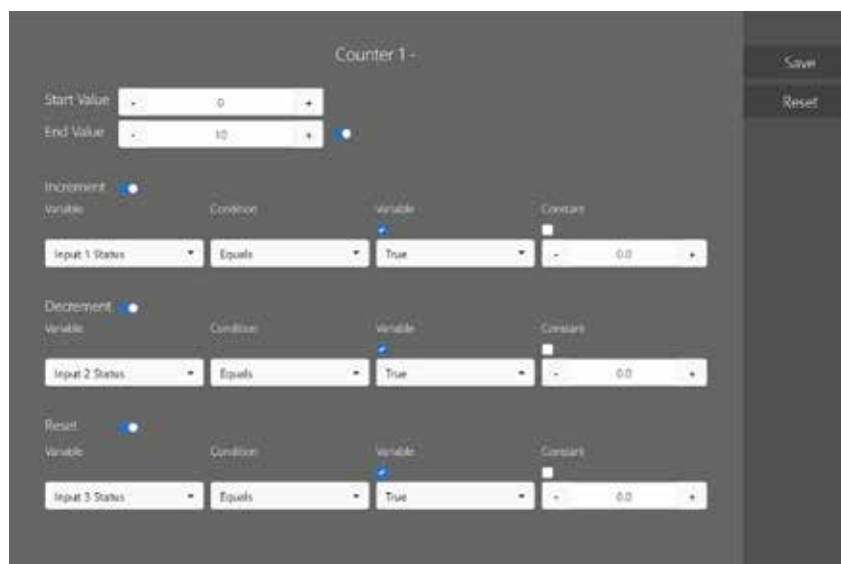 Counter 1 -
Save
Reset
Start Value - 0 +
End Value - 10 +
Increment
Variable Condition Variable Constant
Input 1 Status Equals True - 0.0 +
Decrement
Variable Condition Variable Constant
Input 2 Status Equals True - 0.0 +
Reset
Variable Condition Variable Constant
Input 3 Status Equals True - 0.0 +